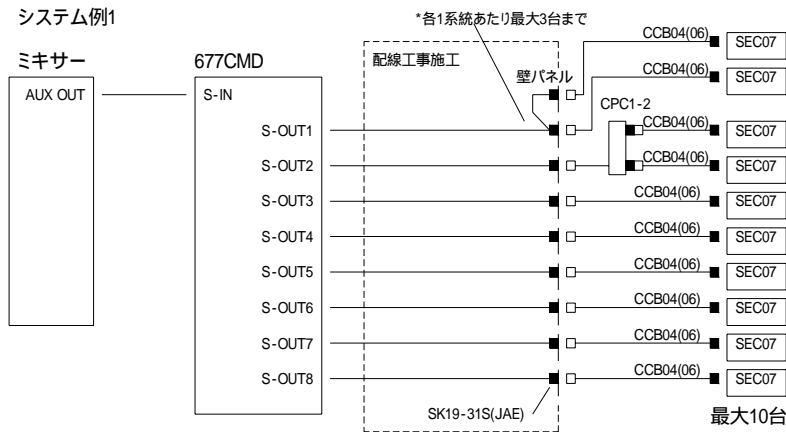 システム例1
*各1系統あたり最大3台まで
CCB04(06)
SEC07
ミキサー
677CMD
配線工事施工
壁パネル
CCB04(06)
SEC07
AUX OUT
S-IN
CPC1-2
S-OUT1
CCB04(06)
SEC07
S-OUT2
CCB04(06)
SEC07
S-OUT3
CCB04(06)
SEC07
S-OUT4
CCB04(06)
SEC07
S-OUT5
CCB04(06)
SEC07
S-OUT6
CCB04(06)
SEC07
S-OUT7
CCB04(06)
SEC07
S-OUT8
CCB04(06)
SEC07
SK19-31S(JAE)
最大10台